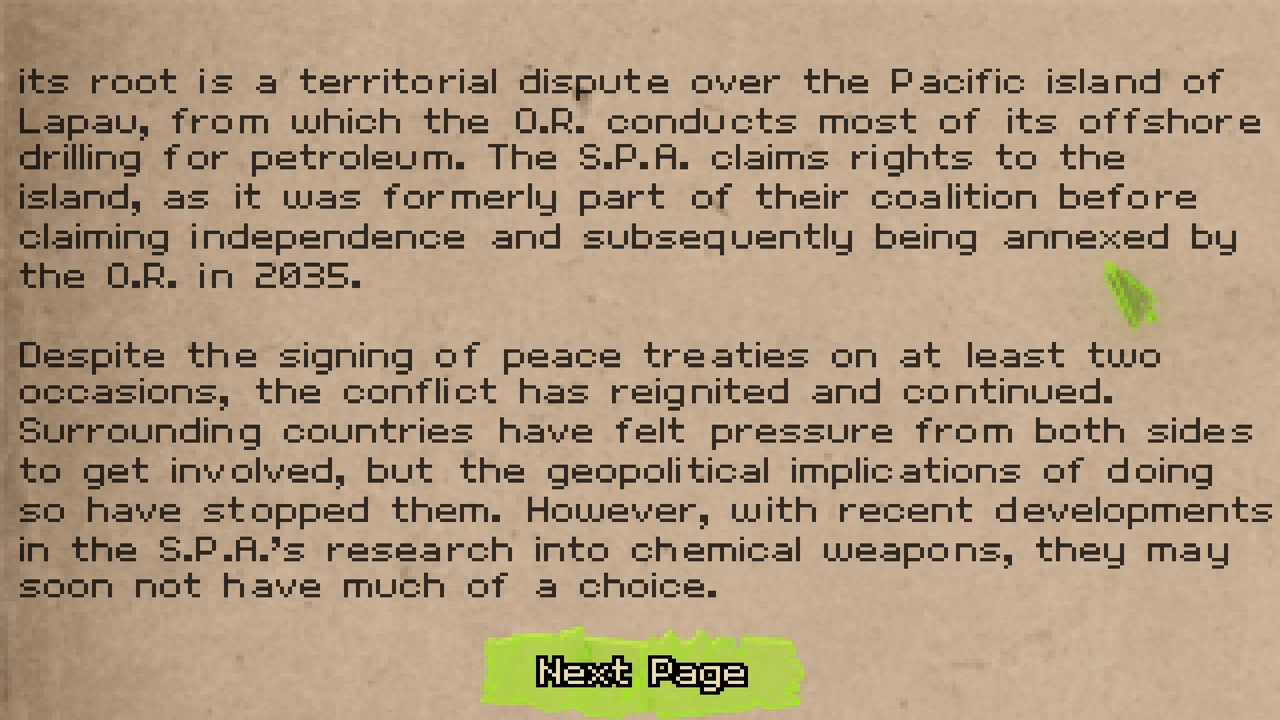 its root is a territorial dispute over the Pacific island of
Lapau, from which the O.R. conducts most of its offshore
drilling for petroleum. The S.P.A. claims rights to the
island, as it was formerly part of their coalition before
claiming independence and subsequently being annexed by
the O.R. in 2035.
Despite the signing of peace treaties on at least two
occasions, the conflict has reignited and continued.
Surrounding countries have felt pressure from both sides
to get involved, but the geopolitical implications of doing
so have stopped them. However, with recent developments
in the S.P.A.'s research into chemical weapons, they may
soon not have much of a choice.
Next Page